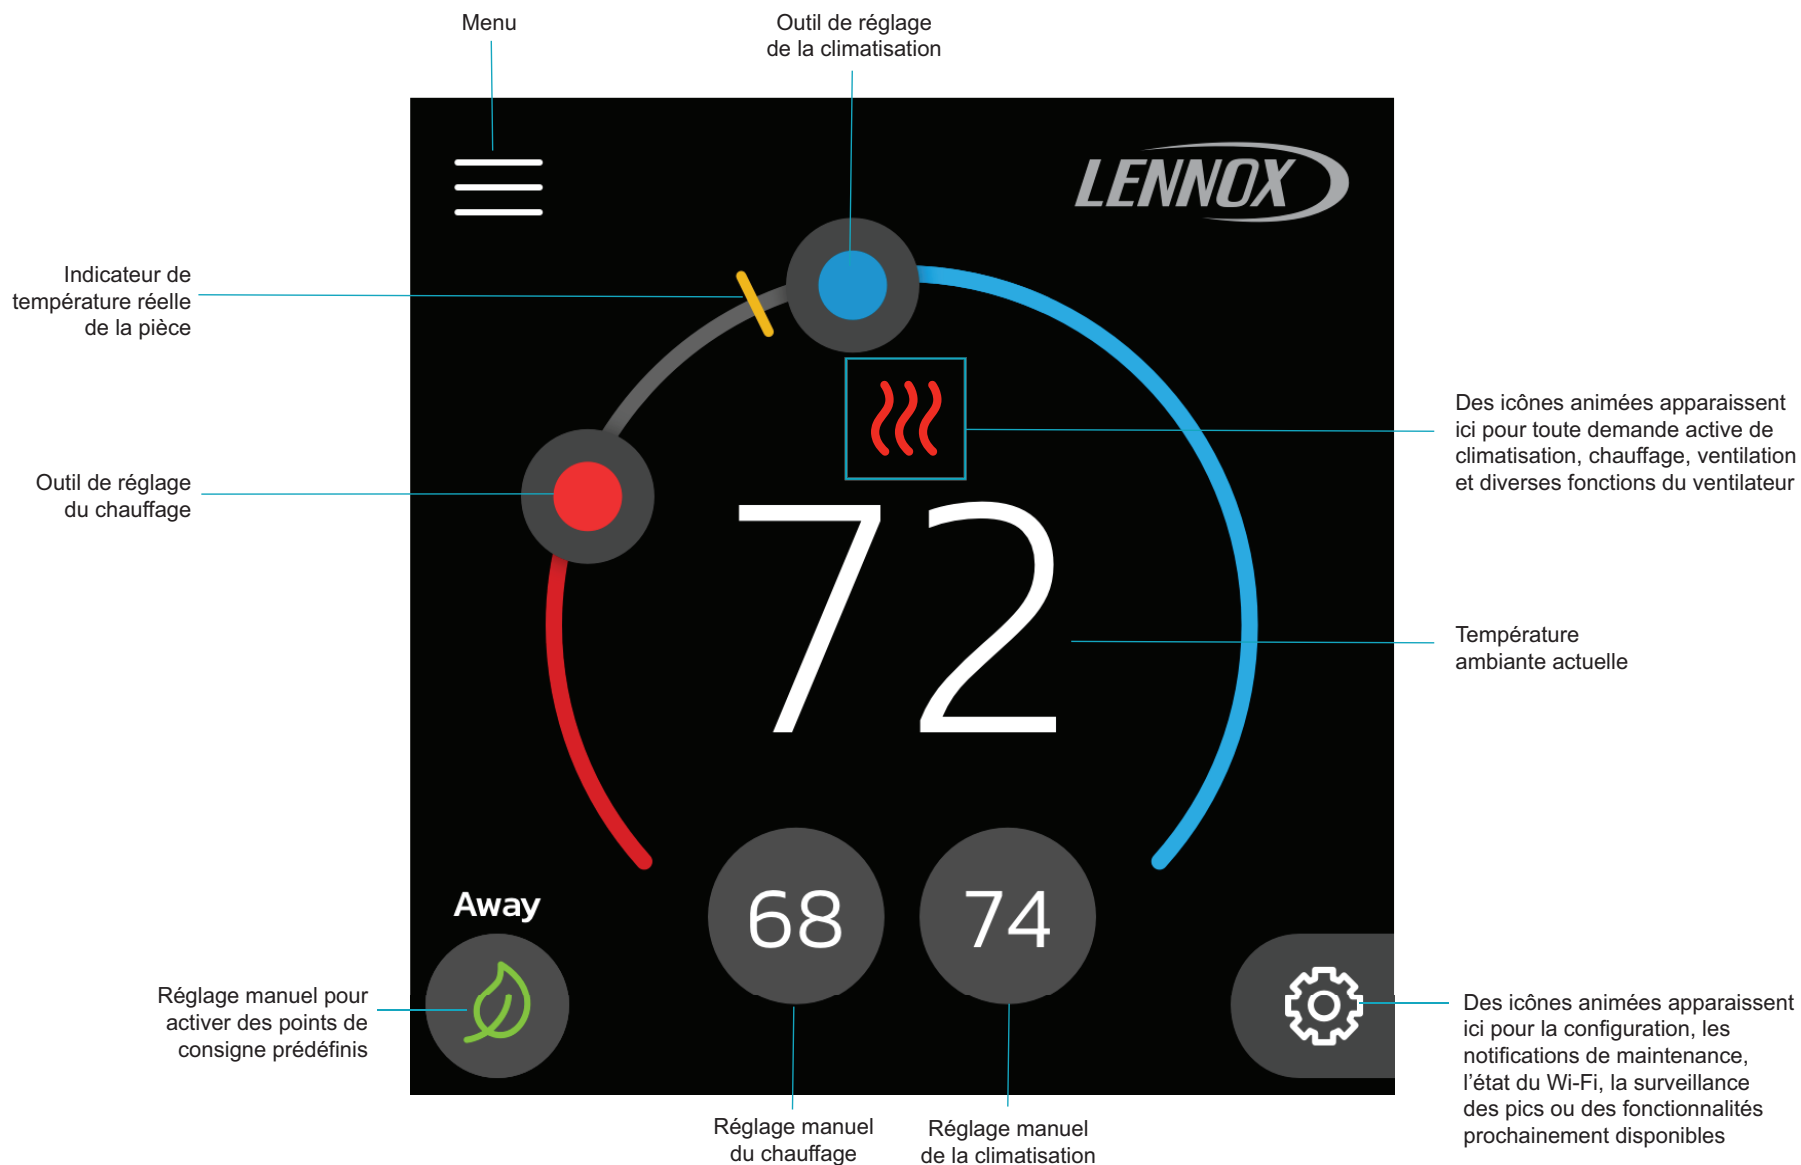 Menu
Outil de réglage
de la climatisation
LENNOX
Indicateur de
température réelle
de la pièce
Des icônes animées apparaissent
ici pour toute demande active de
climatisation, chauffage, ventilation
et diverses fonctions du ventilateur
Outil de réglage
du chauffage
72
Température
ambiante actuelle
68
74
Away
Réglage manuel pour
activer des points de
consigne prédéfinis
Des icônes animées apparaissent
ici pour la configuration, les
notifications de maintenance,
l'état du Wi-Fi, la surveillance
des pics ou des fonctionnalités
prochainement disponibles
Réglage manuel
du chauffage
Réglage manuel
de la climatisation